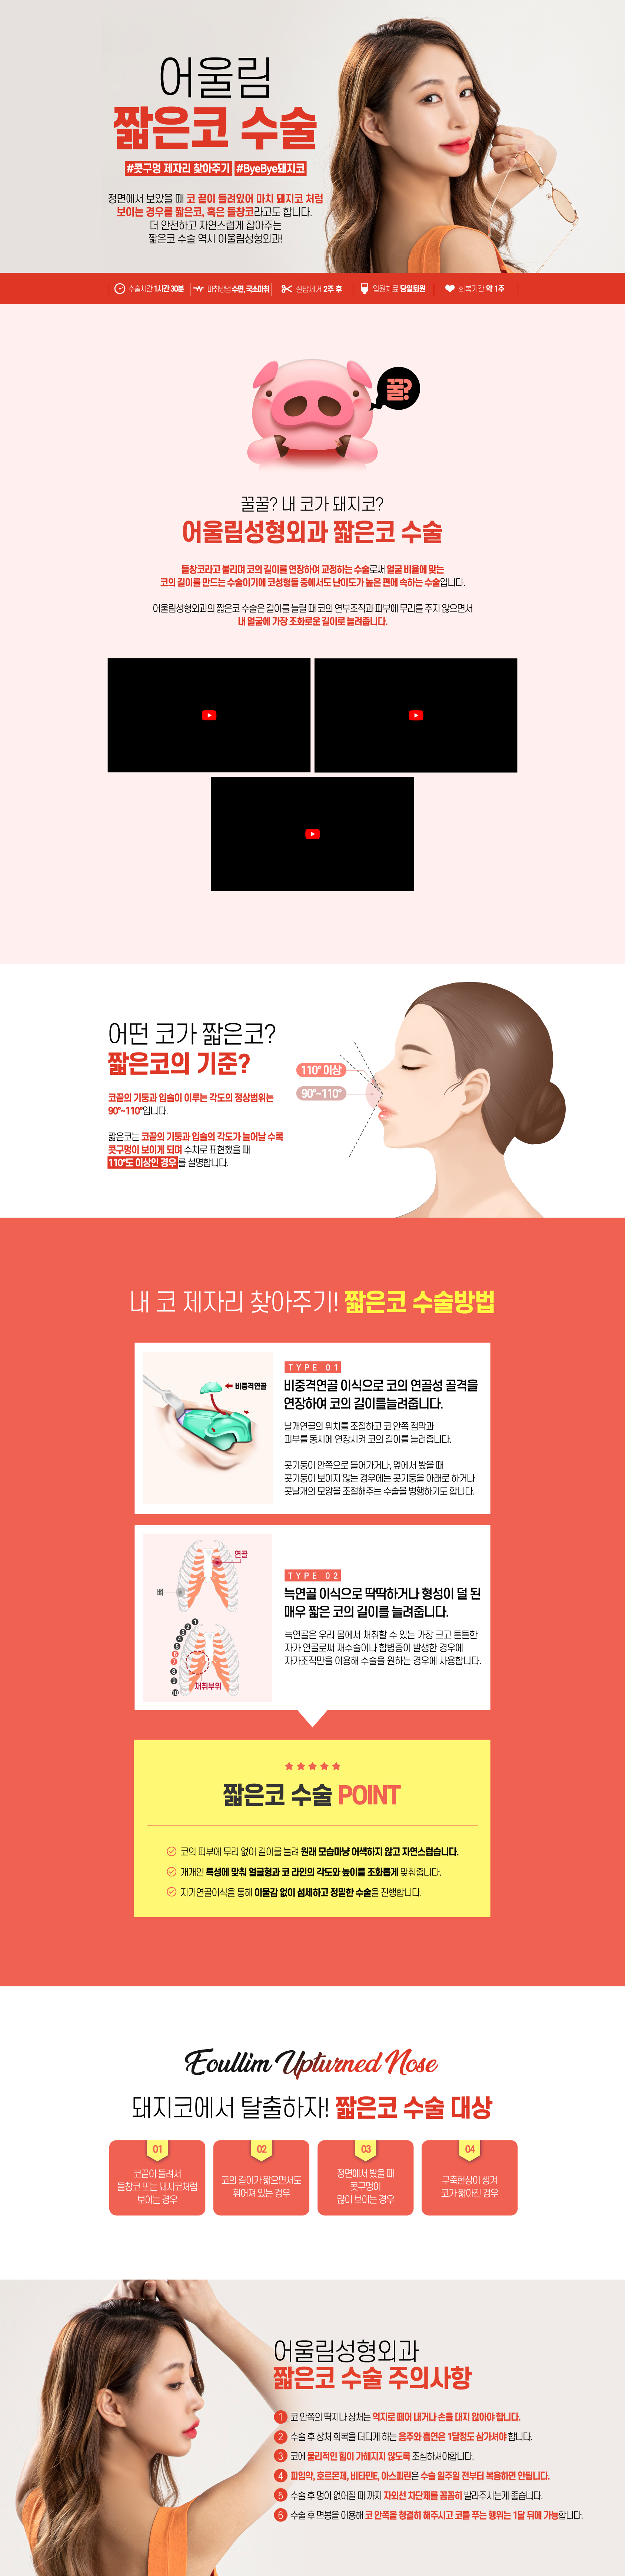 어울림
짧은코 수술
#콧구멍 제자리 찾아주기 #ByeBye돼지코
정면에서 보았을 때 코 끝이 들려있어 마치 돼지코 처럼
보이는 경우를 짧은코, 혹은 들창코라고도 합니다.
더 안전하고 자연스럽게 잡아주는
짧은코 수술 역시 어울림성형외과!
수술시간 1시간 30분 마취방법 수면, 국소마취 실밥제거 2주 후 입원치료 당일퇴원 회복기간 약 1주
꿀?
꿀꿀? 내 코가 돼지코?
어울림성형외과 짧은코 수술
들창코라고 불리며 코의 길이를 연장하여 교정하는 수술로써 얼굴 비율에 맞는
코의 길이를 만드는 수술이기에 코성형들 중에서도 난이도가 높은 편에 속하는 수술입니다.
어울림성형외과의 짧은코 수술은 길이를 늘릴 때 코의 연부조직과 피부에 무리를 주지 않으면서
내 얼굴에 가장 조화로운 길이로 늘려줍니다.
어떤 코가 짧은코?
짧은코의 기준?
코끝의 기둥과 입술이 이루는 각도의 정상범위는
90°~110°입니다.
짧은코는 코끝의 기둥과 입술의 각도가 늘어날 수록
콧구멍이 보이게 되며 수치로 표현했을 때
110°도 이상인 경우를 설명합니다.
110° 이상
90°~110°
내 코 제자리 찾아주기! 짧은코 수술방법
비중격연골
TYPE 01
비중격연골 이식으로 코의 연골성 골격을
연장하여 코의 길이를늘려줍니다.
날개연골의 위치를 조절하고 코 안쪽 점막과
피부를 동시에 연장시켜 코의 길이를 늘려줍니다.
콧기둥이 안쪽으로 들어가거나, 옆에서 봤을 때
콧기둥이 보이지 않는 경우에는 콧기둥을 아래로 하거나
콧날개의 모양을 조절해주는 수술을 병행하기도 합니다.
연골
뼈
1
2
3
4
5
6
7
8
9
10
채취부위
TYPE 02
늑연골 이식으로 딱딱하거나 형성이 덜 된
매우 짧은 코의 길이를 늘려줍니다.
늑연골은 우리 몸에서 채취할 수 있는 가장 크고 튼튼한
자가 연골로써 재수술이나 합병증이 발생한 경우에
자가조직만을 이용해 수술을 원하는 경우에 사용합니다.
짧은코 수술 POINT
코의 피부에 무리 없이 길이를 늘려 원래 모습마냥 어색하지 않고 자연스럽습니다.
개개인 특성에 맞춰 얼굴형과 코 라인의 각도와 높이를 조화롭게 맞춰줍니다.
자가연골이식을 통해 이물감 없이 섬세하고 정밀한 수술을 진행합니다.
Eoullim Upturned Nose
돼지코에서 탈출하자! 짧은코 수술 대상
01
코끝이 들려서
들창코 또는 돼지코처럼
보이는 경우
02
코의 길이가 짧으면서도
휘어져 있는 경우
03
정면에서 봤을 때
콧구멍이
많이 보이는 경우
04
구축현상이 생겨
코가 짧아진 경우
어울림성형외과
짧은코 수술 주의사항
1 코 안쪽의 딱지나 상처는 억지로 떼어 내거나 손을 대지 않아야 합니다.
2 수술 후 상처 회복을 더디게 하는 음주와 흡연은 1달정도 삼가셔야 합니다.
3 코에 물리적인 힘이 가해지지 않도록 조심하셔야합니다.
4 피임약, 호르몬제, 비타민E, 아스피린은 수술 일주일 전부터 복용하면 안됩니다.
5 수술 후 멍이 없어질 때 까지 자외선 차단제를 꼼꼼히 발라주시는게 좋습니다.
6 수술 후 면봉을 이용해 코 안쪽을 청결히 해주시고 코를 푸는 행위는 1달 뒤에 가능합니다.